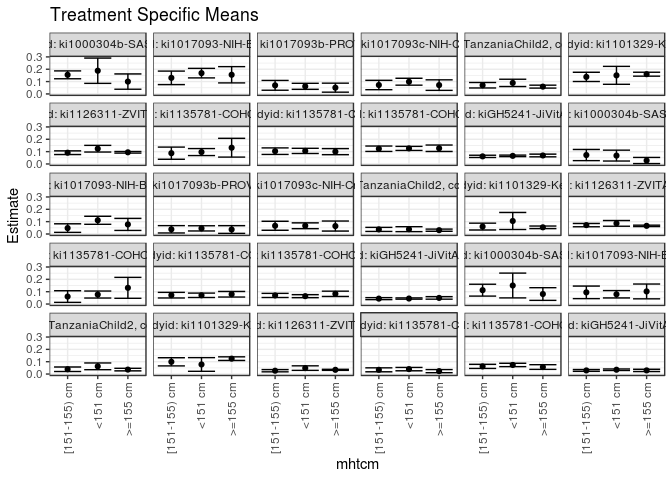 Treatment Specific Means
d: ki1000304b-SAS ki1017093-NIH-B ki1017093b-PRO ki1017093c-NIH-C TanzaniaChild2, c dyid: ki1101329-K
0.3
0.2
0.1
0.0
d: ki1126311-ZVIT ki1135781-COHO dyid: ki1135781-C : ki1135781-COHO : kiGH5241-JiVitA : ki1000304b-SAS
0.3
0.2
0.1
0.0
: ki1017093-NIH-B ki1017093b-PROV ki1017093c-NIH-C TanzaniaChild2, co yid: ki1101329-K : ki1126311-ZVITA
0.3
0.2
0.1
0.0
: ki1135781-COHO yid: ki1135781-CO d: kiGH5241-JiVitA ki1000304b-SAS : ki1017093-NIH-B
0.3
0.2
0.1
0.0
TanzaniaChild2, c dyid: ki1101329-K d: ki1126311-ZVIT dyid: ki1135781-C : ki1135781-COHO d: kiGH5241-JiVitA
0.3
0.2
0.1
0.0
Estimate
[151-155) cm <151 cm >=155 cm [151-155) cm <151 cm >=155 cm [151-155) cm <151 cm >=155 cm [151-155) cm <151 cm >=155 cm [151-155) cm <151 cm >=155 cm [151-155) cm <151 cm >=155 cm
mhtcm